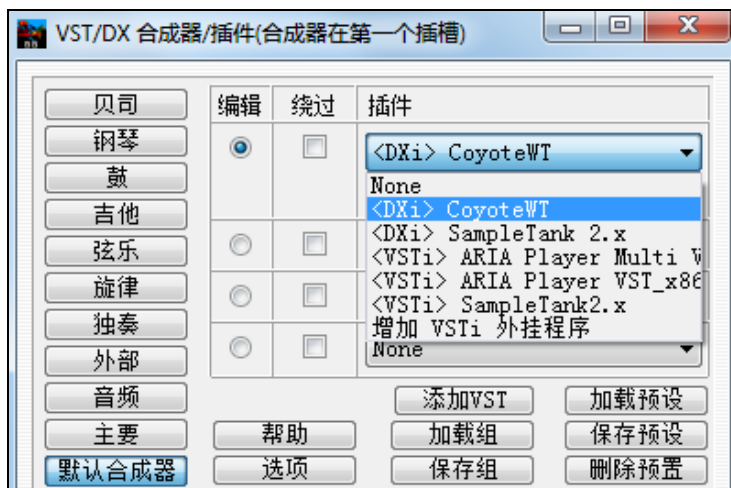 VST/DX 合成器/插件(合成器在第一个插槽)
贝司 编辑 绕过 插件
钢琴 <DXi> CoyoteWT
鼓 None
吉他 <DXi> CoyoteWT
<DXi> SampleTank 2.x
弦乐 <VSTi> ARIA Player Multi V
旋律 <VSTi> ARIA Player VST_x86
<VSTi> SampleTank2.x
独奏 增加 VSTi 外挂程序
外部 None
音频 添加VST 加载预设
主要 帮助 加载组 保存预设
默认合成器 选项 保存组 删除预置